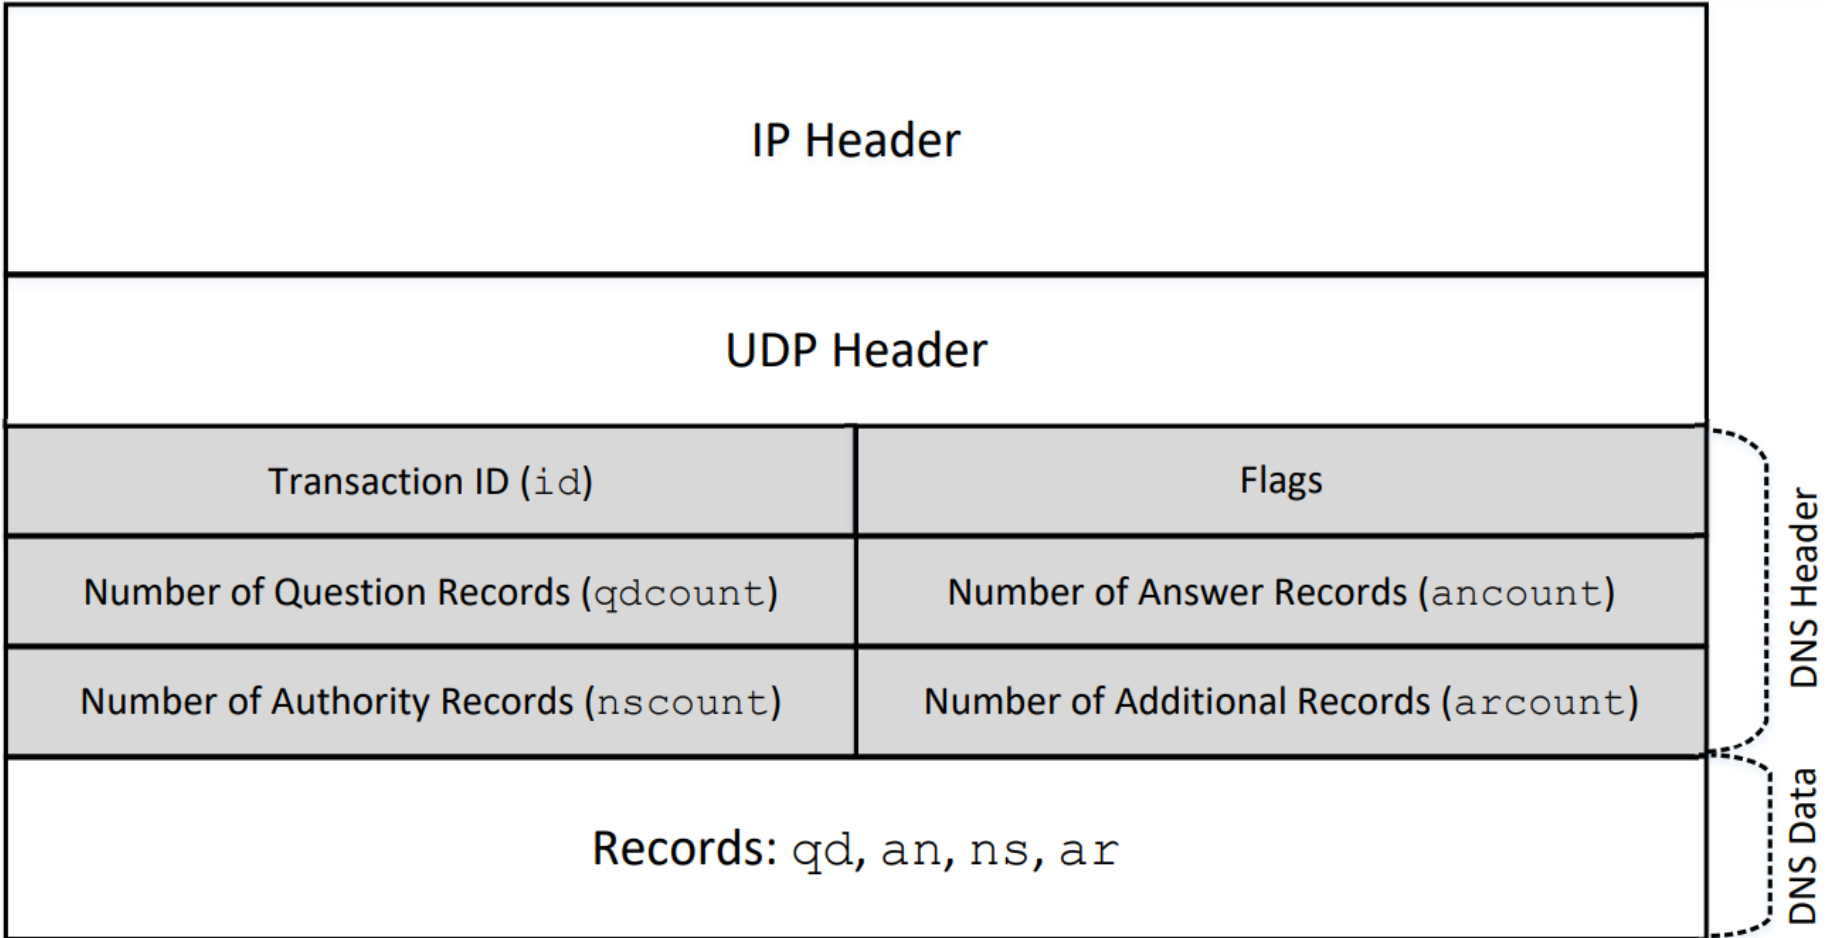 IP Header
UDP Header
Transaction ID (id)
Flags
Number of Question Records (qdcount)
Number of Answer Records (ancount)
Number of Authority Records (nscount)
Number of Additional Records (arcount)
DNS Header
Records: qd, an, ns, ar
DNS Data